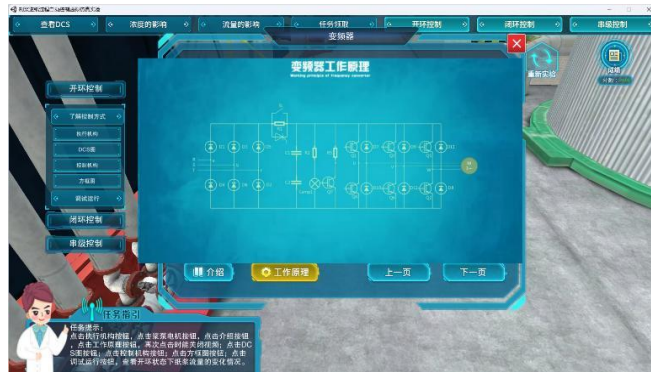 查看DCS
浓度的影响
流量的影响
任务领取
开环控制
闭环控制
串级控制
变频器
变频器工作原理
Working principle of frequency converter
重新实验
开环控制
了解控制方式
执行机构
DCS图
控制机构
方框图
调试运行
闭环控制
串级控制
介绍
工作原理
上一页
下一页
任务指引
任务提示：
点击执行机构按钮，点击浆泵电机按钮，点击介绍按钮
，点击工作原理按钮，再次点击时能关闭视频；点击DC
S图按钮；点击控制机构按钮；点击方框图按钮；点击
调试运行按钮，查看开环状态下纸浆流量的变化情况。